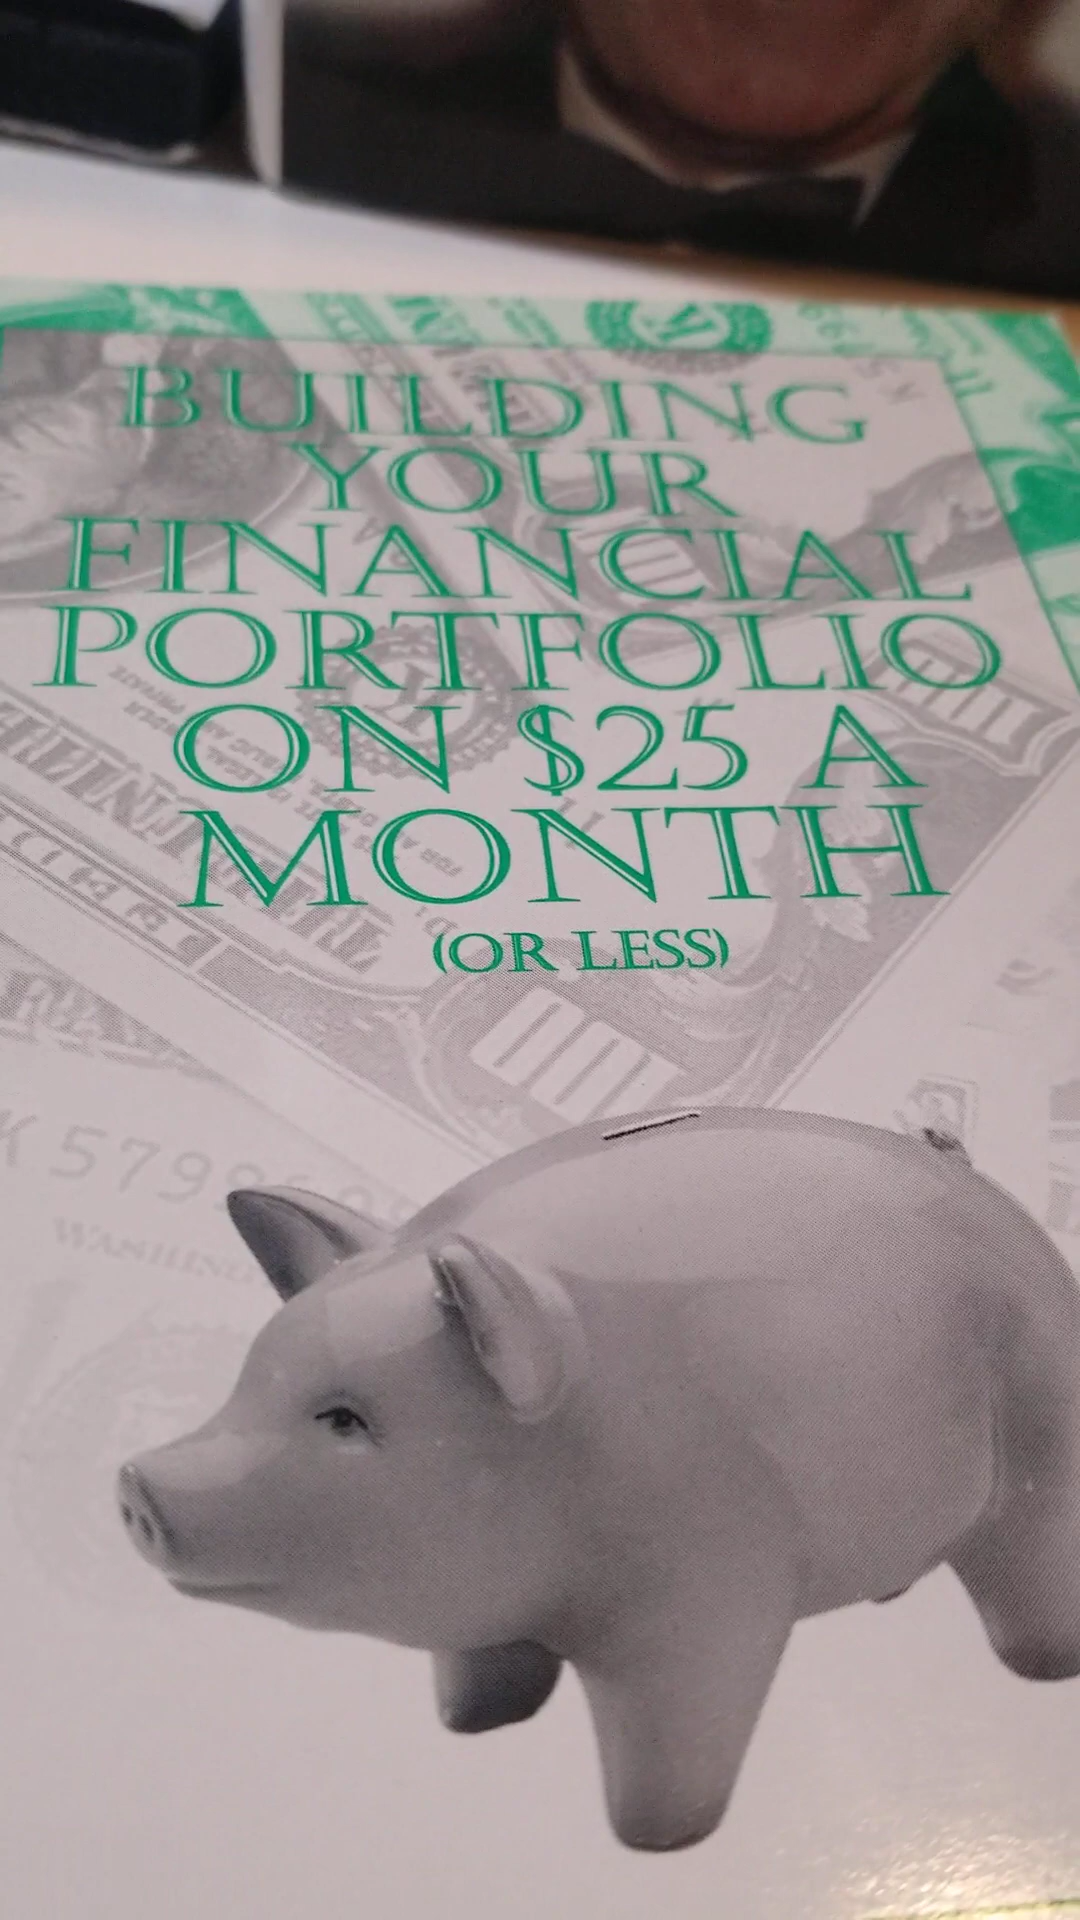 BUILDING
YOUR
FINANCIAL
PORTFOLIO
ON $25 A
MONTH
(OR LESS)